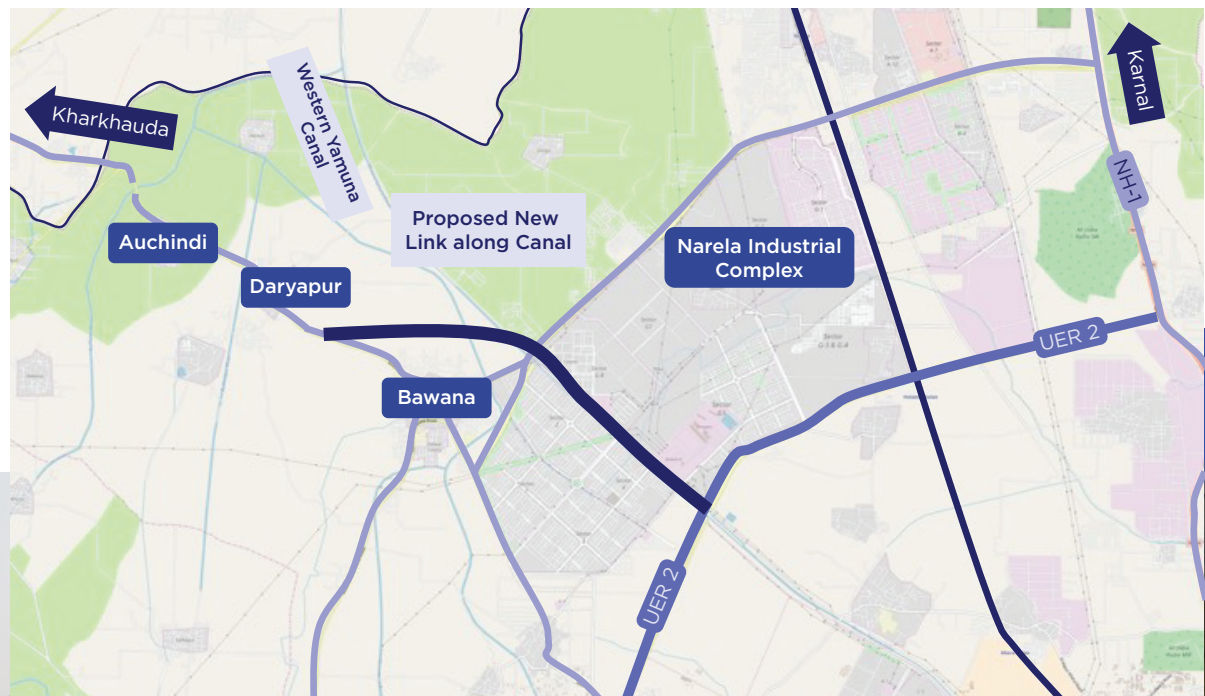 Kharkhauda
Western Yamuna
Canal
Karnal
NH-1
Auchindi
Proposed New
Link along Canal
Narela Industrial
Complex
Daryapur
UER 2
Bawana
UER 2